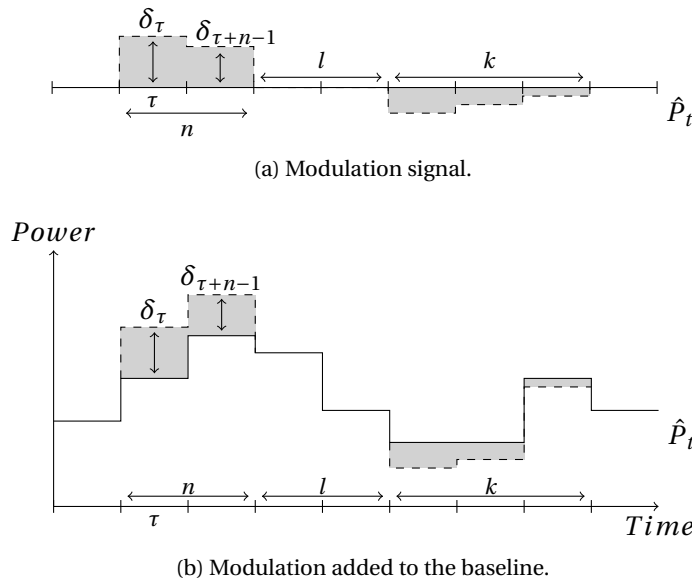 δ_τ
δ_{τ+n−1}
l
k
τ
n
P̂_t
(a) Modulation signal.
Power
δ_{τ+n−1}
δ_τ
P̂_t
n
l
k
τ
Time
(b) Modulation added to the baseline.